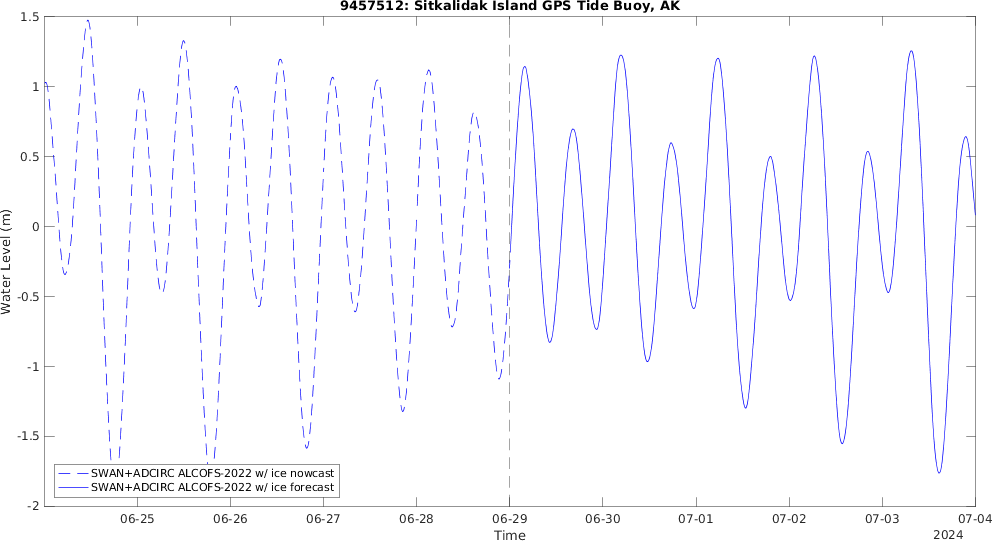 9457512: Sitkalidak Island GPS Tide Buoy, AK
1.5
1
0.5
0
-0.5
-1
-1.5
-2
Water Level (m)
SWAN+ADCIRC ALCOFS-2022 w/ ice nowcast
SWAN+ADCIRC ALCOFS-2022 w/ ice forecast
06-25 06-26 06-27 06-28 06-29 06-30 07-01 07-02 07-03 07-04
Time
2024